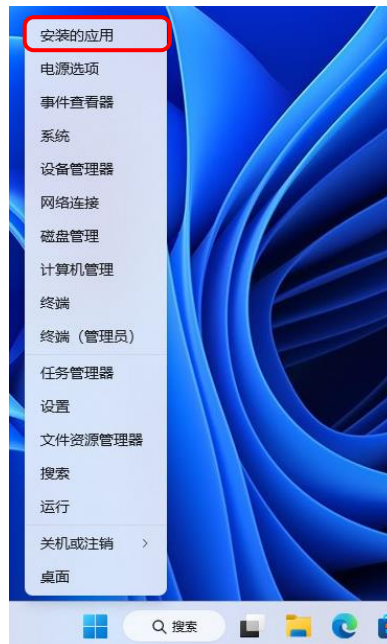 安装的应用
电源选项
事件查看器
系统
设备管理器
网络连接
磁盘管理
计算机管理
终端
终端（管理员）
任务管理器
设置
文件资源管理器
搜索
运行
关机或注销
桌面
搜索